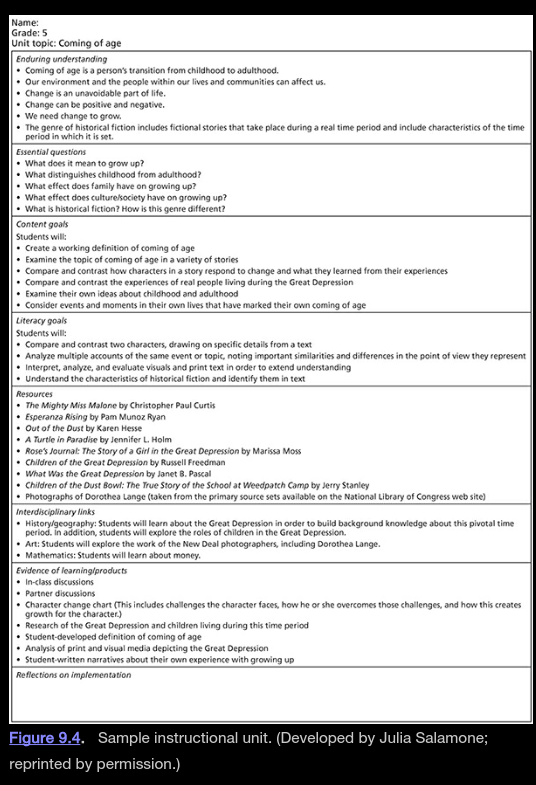 Name:
Grade: 5
Unit topic: Coming of age
Enduring understanding
• Coming of age is a person's transition from childhood to adulthood.
• Our environment and the people within our lives and communities can affect us.
• Change is an unavoidable part of life.
• Change can be positive and negative.
• We need change to grow.
• The genre of historical fiction includes fictional stories that take place during a real time period and include characteristics of the time
period in which it is set.
Essential questions
• What does it mean to grow up?
• What distinguishes childhood from adulthood?
• What effect does family have on growing up?
• What effect does culture/society have on growing up?
• What is historical fiction? How is this genre different?
Content goals
Students will:
• Create a working definition of coming of age
• Examine the topic of coming of age in a variety of stories
• Compare and contrast how characters in a story respond to change and what they learned from their experiences
• Compare and contrast the experiences of real people living during the Great Depression
• Examine their own ideas about childhood and adulthood
• Consider events and moments in their own lives that have marked their own coming of age
Literacy goals
Students will:
• Compare and contrast two characters, drawing on specific details from a text
• Analyze multiple accounts of the same event or topic, noting important similarities and differences in the point of view they represent
• Interpret, analyze, and evaluate visuals and print text in order to extend understanding
• Understand the characteristics of historical fiction and identify them in text
Resources
• The Mighty Miss Malone by Christopher Paul Curtis
• Esperanza Rising by Pam Munoz Ryan
• Out of the Dust by Karen Hesse
• A Turtle in Paradise by Jennifer L. Holm
• Rose's Journal: The Story of a Girl in the Great Depression by Marissa Moss
• Children of the Great Depression by Russell Freedman
• What Was the Great Depression by Janet B. Pascal
• Children of the Dust Bowl: The True Story of the School at Weedpatch Camp by Jerry Stanley
• Photographs of Dorothea Lange (taken from the primary source sets available on the National Library of Congress web site)
Interdisciplinary links
• History/geography: Students will learn about the Great Depression in order to build background knowledge about this pivotal time
period. In addition, students will explore the roles of children in the Great Depression.
• Art: Students will explore the work of the New Deal photographers, including Dorothea Lange.
• Mathematics: Students will learn about money.
Evidence of learning/products
• In-class discussions
• Partner discussions
• Character change chart (This includes challenges the character faces, how he or she overcomes those challenges, and how this creates
growth for the character.)
• Research of the Great Depression and children living during this time period
• Student-developed definition of coming of age
• Analysis of print and visual media depicting the Great Depression
• Student-written narratives about their own experience with growing up
Reflections on implementation
Figure 9.4. Sample instructional unit. (Developed by Julia Salamone;
reprinted by permission.)